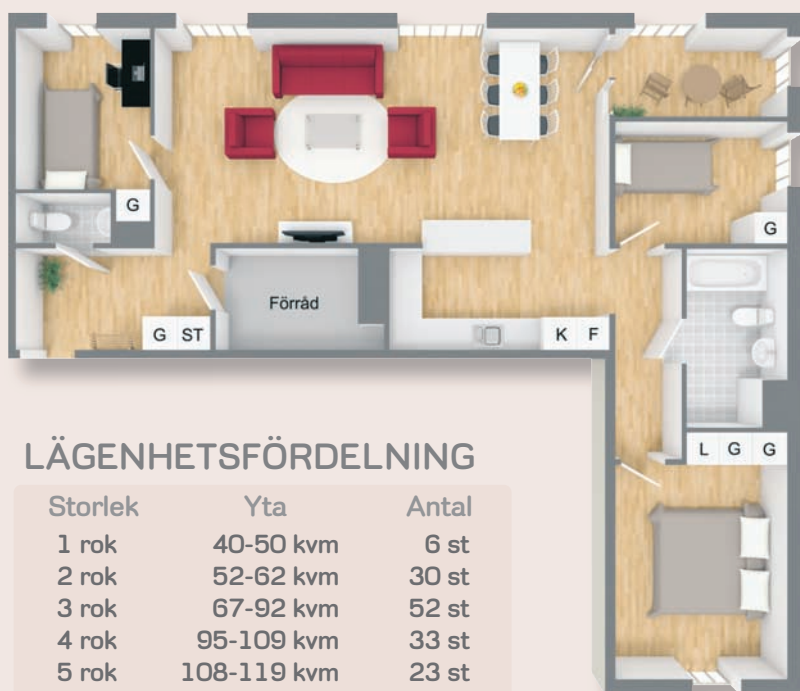 G
G
Förråd
G ST
K F
L G G
LÄGENHETSFÖRDELNING
Storlek Yta Antal
1 rok 40-50 kvm 6 st
2 rok 52-62 kvm 30 st
3 rok 67-92 kvm 52 st
4 rok 95-109 kvm 33 st
5 rok 108-119 kvm 23 st